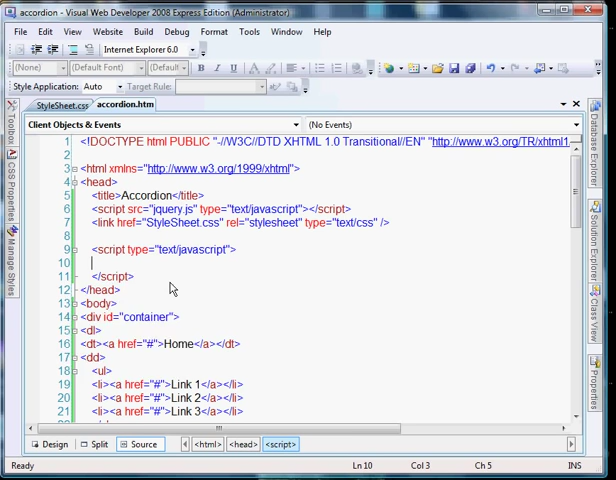 accordion - Visual Web Developer 2008 Express Edition (Administrator)
File Edit View Website Build Debug Format Tools Window Help
Internet Explorer 6.0
(None) (Default Font) (Default
B I U A
Style Application: Auto Target Rule:
StyleSheet.css accordion.htm
Client Objects & Events (No Events)
1 <!DOCTYPE html PUBLIC "-//W3C//DTD XHTML 1.0 Transitional//EN" "http://www.w3.org/TR/xhtml1
2
3 <html xmlns="http://www.w3.org/1999/xhtml">
4 <head>
5 <title>Accordion</title>
6 <script src="jquery.js" type="text/javascript"></script>
7 <link href="StyleSheet.css" rel="stylesheet" type="text/css" />
8
9 <script type="text/javascript">
10
11 </script>
12 </head>
13 <body>
14 <div id="container">
15 <dl>
16 <dt><a href="#">Home</a></dt>
17 <dd>
18 <ul>
19 <li><a href="#">Link 1</a></li>
20 <li><a href="#">Link 2</a></li>
21 <li><a href="#">Link 3</a></li>
Design Split Source <html> <head> <script>
Ready Ln 10 Col 3 Ch 5 INS
Toolbox
CSS Properties
Manage Styles
Database Explorer
Solution Explorer
Class View
Properties